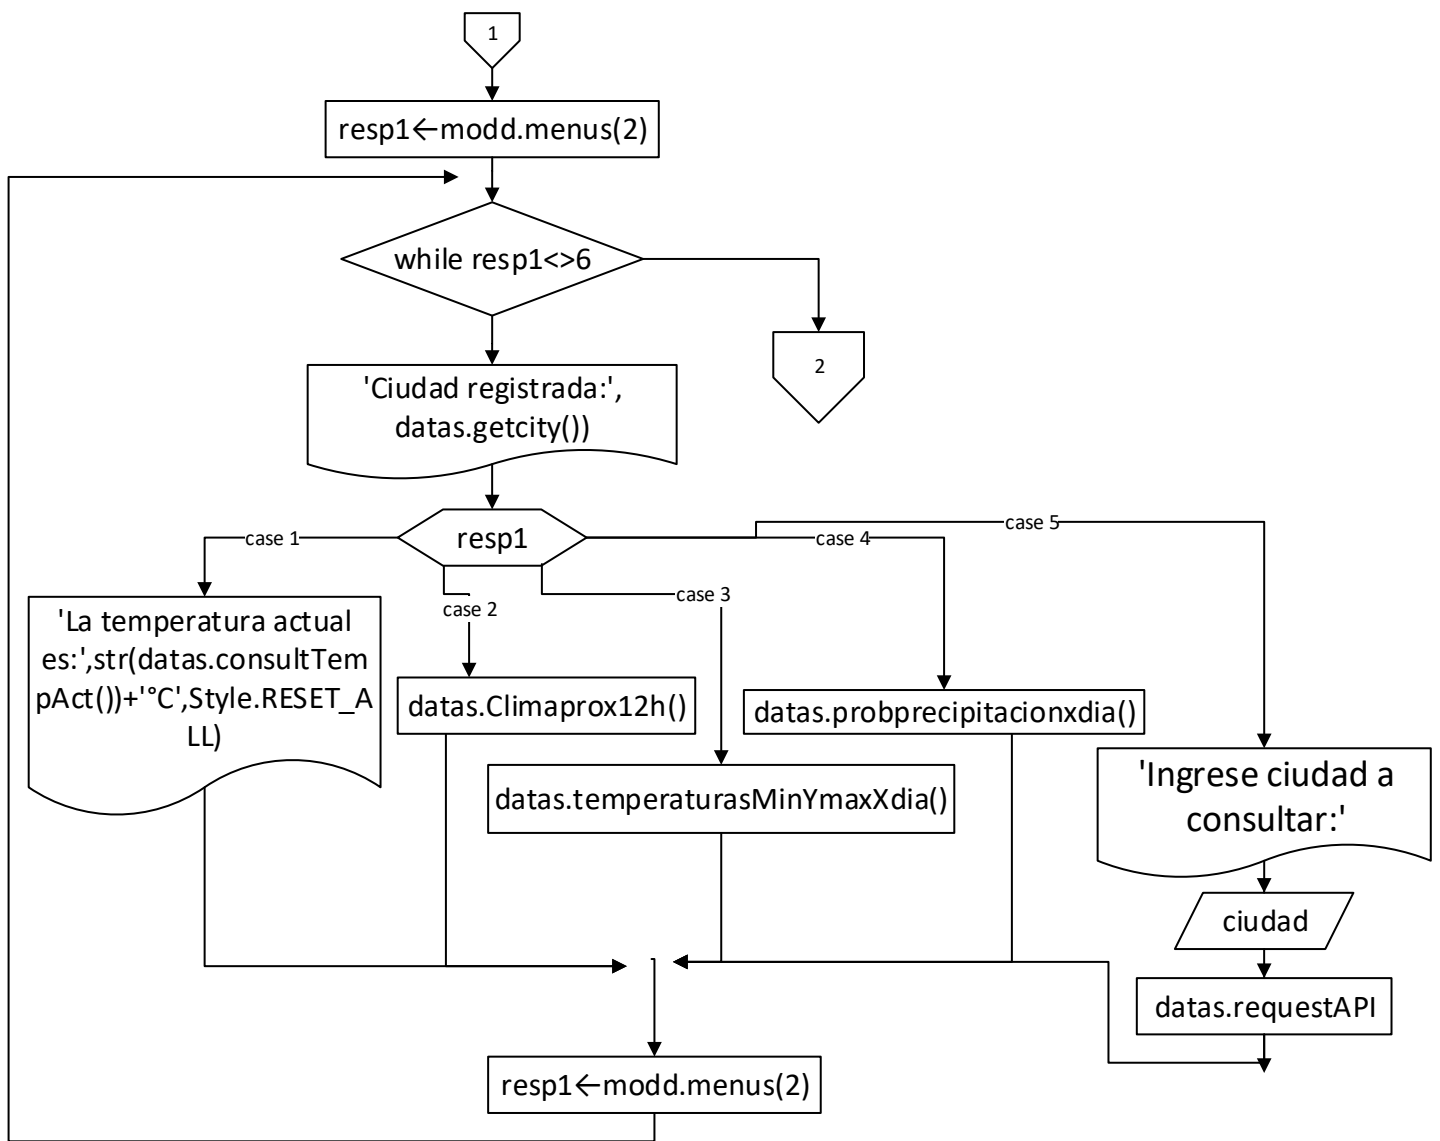 1
resp1←modd.menus(2)
while resp1<>6
2
'Ciudad registrada:',
datas.getcity())
resp1
case 1
case 2
case 3
case 4
case 5
'La temperatura actual
es:',str(datas.consultTem
pAct())+'°C',Style.RESET_A
LL)
datas.Climaprox12h()
datas.temperaturasMinYmaxXdia()
datas.probprecipitacionxdia()
'Ingrese ciudad a
consultar:'
ciudad
datas.requestAPI
resp1←modd.menus(2)